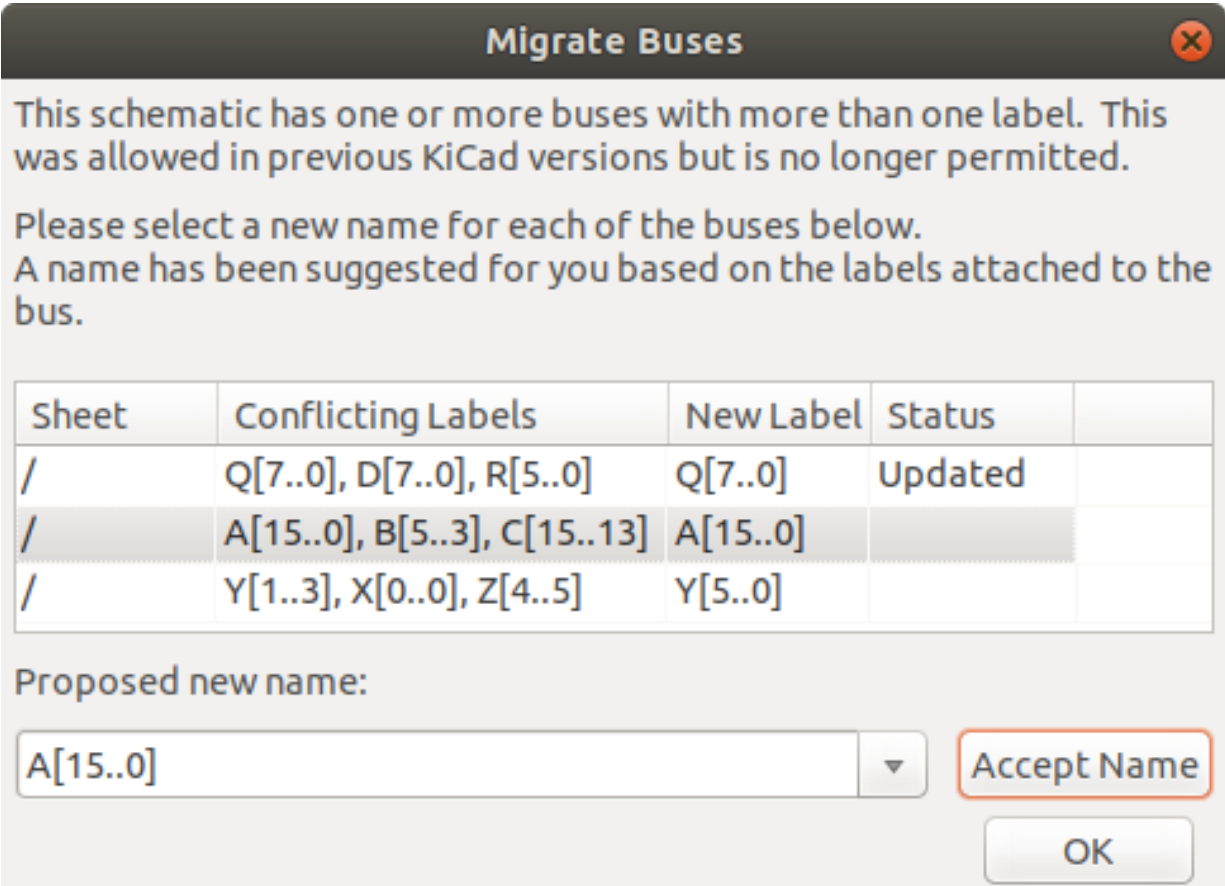 Migrate Buses
This schematic has one or more buses with more than one label.  This
was allowed in previous KiCad versions but is no longer permitted.
Please select a new name for each of the buses below.
A name has been suggested for you based on the labels attached to the
bus.
Sheet Conflicting Labels New Label Status
/ Q[7..0], D[7..0], R[5..0] Q[7..0] Updated
/ A[15..0], B[5..3], C[15..13] A[15..0]
/ Y[1..3], X[0..0], Z[4..5] Y[5..0]
Proposed new name:
A[15..0] Accept Name
OK